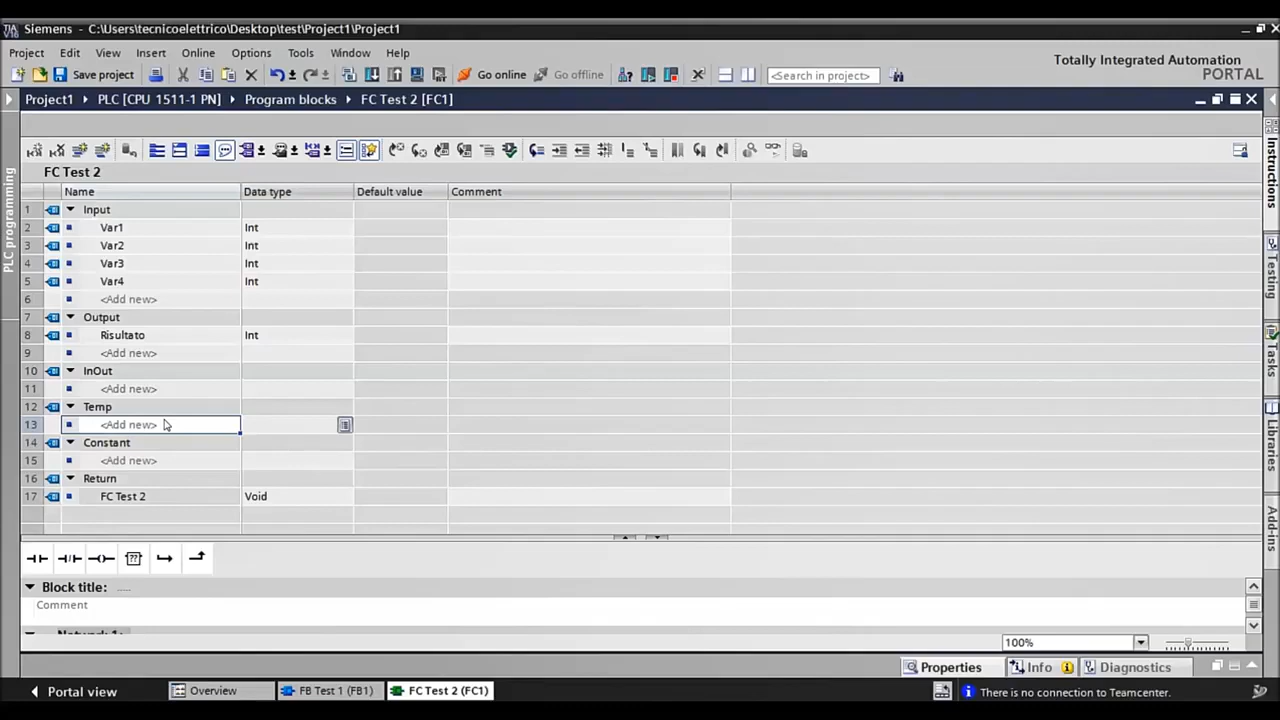 Siemens - C:\Users\tecnicoelettrico\Desktop\test\Project1\Project1
Project Edit View Insert Online Options Tools Window Help
Totally Integrated Automation
PORTAL
Save project Go online Go offline <Search in project>
Project1 PLC [CPU 1511-1 PN] Program blocks FC Test 2 [FC1]
FC Test 2
Name Data type Default value Comment
1 Input
2 Var1 Int
3 Var2 Int
4 Var3 Int
5 Var4 Int
6 <Add new>
7 Output
8 Risultato Int
9 <Add new>
10 InOut
11 <Add new>
12 Temp
13 <Add new>
14 Constant
15 <Add new>
16 Return
17 FC Test 2 Void
Block title: .....
Comment
Network 1:
100%
Properties Info Diagnostics
Portal view Overview FB Test 1 (FB1) FC Test 2 (FC1) There is no connection to Teamcenter.
PLC programming
Instructions
Testing
Tasks
Libraries
Add-ins